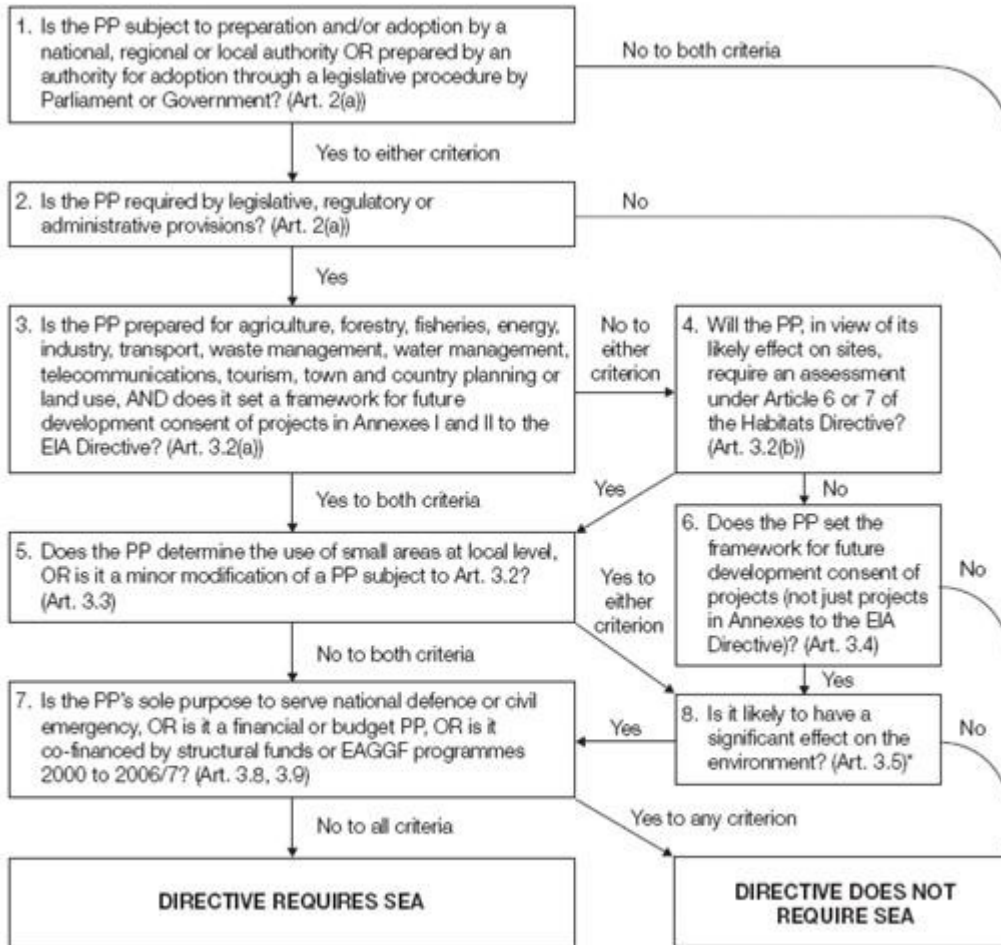 1. Is the PP subject to preparation and/or adoption by a
national, regional or local authority OR prepared by an
authority for adoption through a legislative procedure by
Parliament or Government? (Art. 2(a))
No to both criteria
Yes to either criterion
2. Is the PP required by legislative, regulatory or
administrative provisions? (Art. 2(a))
No
Yes
3. Is the PP prepared for agriculture, forestry, fisheries, energy,
industry, transport, waste management, water management,
telecommunications, tourism, town and country planning or
land use, AND does it set a framework for future
development consent of projects in Annexes I and II to the
EIA Directive? (Art. 3.2(a))
No to
either
criterion
4. Will the PP, in view of its
likely effect on sites,
require an assessment
under Article 6 or 7 of
the Habitats Directive?
(Art. 3.2(b))
Yes to both criteria
Yes
No
5. Does the PP determine the use of small areas at local level,
OR is it a minor modification of a PP subject to Art. 3.2?
(Art. 3.3)
Yes to
either
criterion
6. Does the PP set the
framework for future
development consent of
projects (not just projects
in Annexes to the EIA
Directive)? (Art. 3.4)
No
No to both criteria
Yes
7. Is the PP's sole purpose to serve national defence or civil
emergency, OR is it a financial or budget PP, OR is it
co-financed by structural funds or EAGGF programmes
2000 to 2006/7? (Art. 3.8, 3.9)
Yes
8. Is it likely to have a
significant effect on the
environment? (Art. 3.5)*
No
No to all criteria
Yes to any criterion
DIRECTIVE REQUIRES SEA
DIRECTIVE DOES NOT
REQUIRE SEA